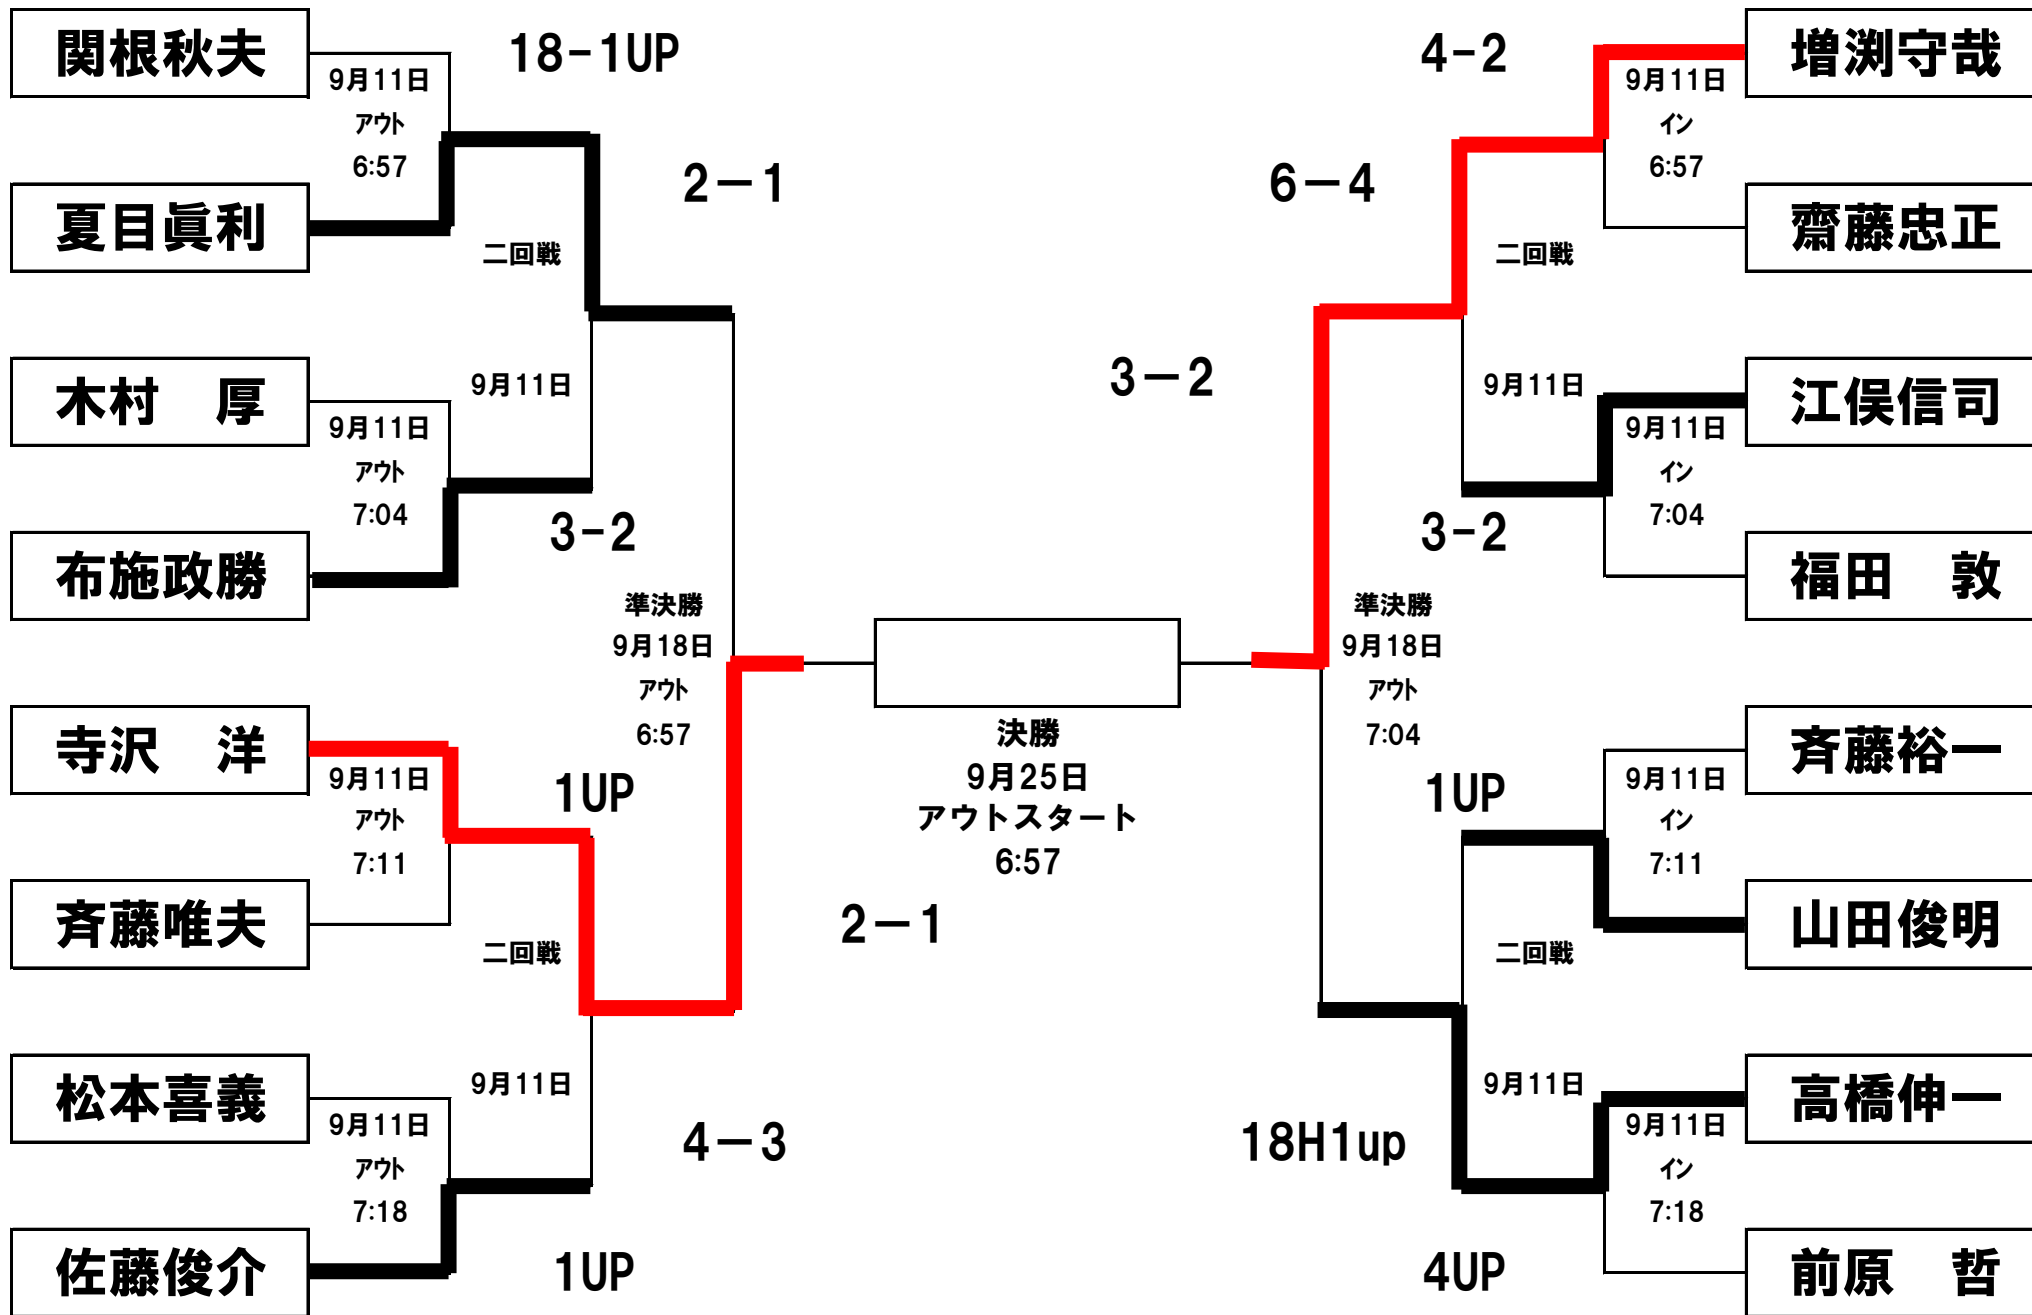 関根秋夫
9月11日
アウト
6:57
夏目眞利
18-1UP
二回戦
9月11日
2－1
木村　厚
9月11日
アウト
7:04
布施政勝
3-2
準決勝
9月18日
アウト
6:57
寺沢　洋
9月11日
アウト
7:11
斉藤唯夫
1UP
二回戦
9月11日
4－3
松本喜義
9月11日
アウト
7:18
佐藤俊介
1UP
2－1
決勝
9月25日
アウトスタート
6:57
3－2
4-2
増渕守哉
9月11日
イン
6:57
齋藤忠正
6－4
二回戦
9月11日
江俣信司
9月11日
イン
7:04
福田　敦
3-2
準決勝
9月18日
アウト
7:04
斉藤裕一
9月11日
イン
7:11
山田俊明
1UP
二回戦
9月11日
18H1up
高橋伸一
9月11日
イン
7:18
前原　哲
4UP